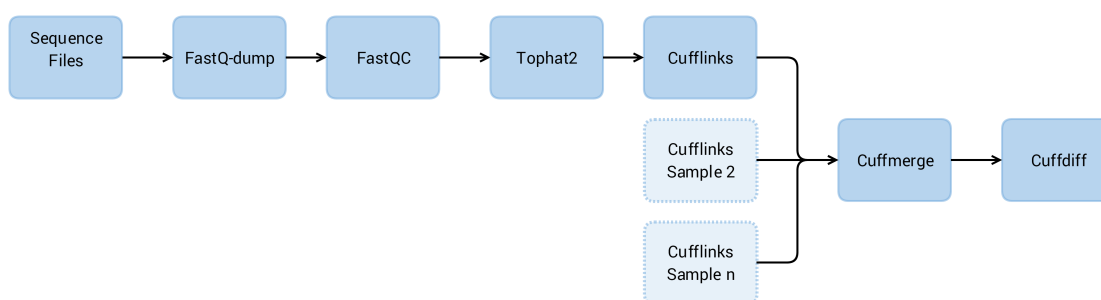 Sequence
Files
FastQ-dump
FastQC
Tophat2
Cufflinks
Cufflinks
Sample 2
Cufflinks
Sample n
Cuffmerge
Cuffdiff